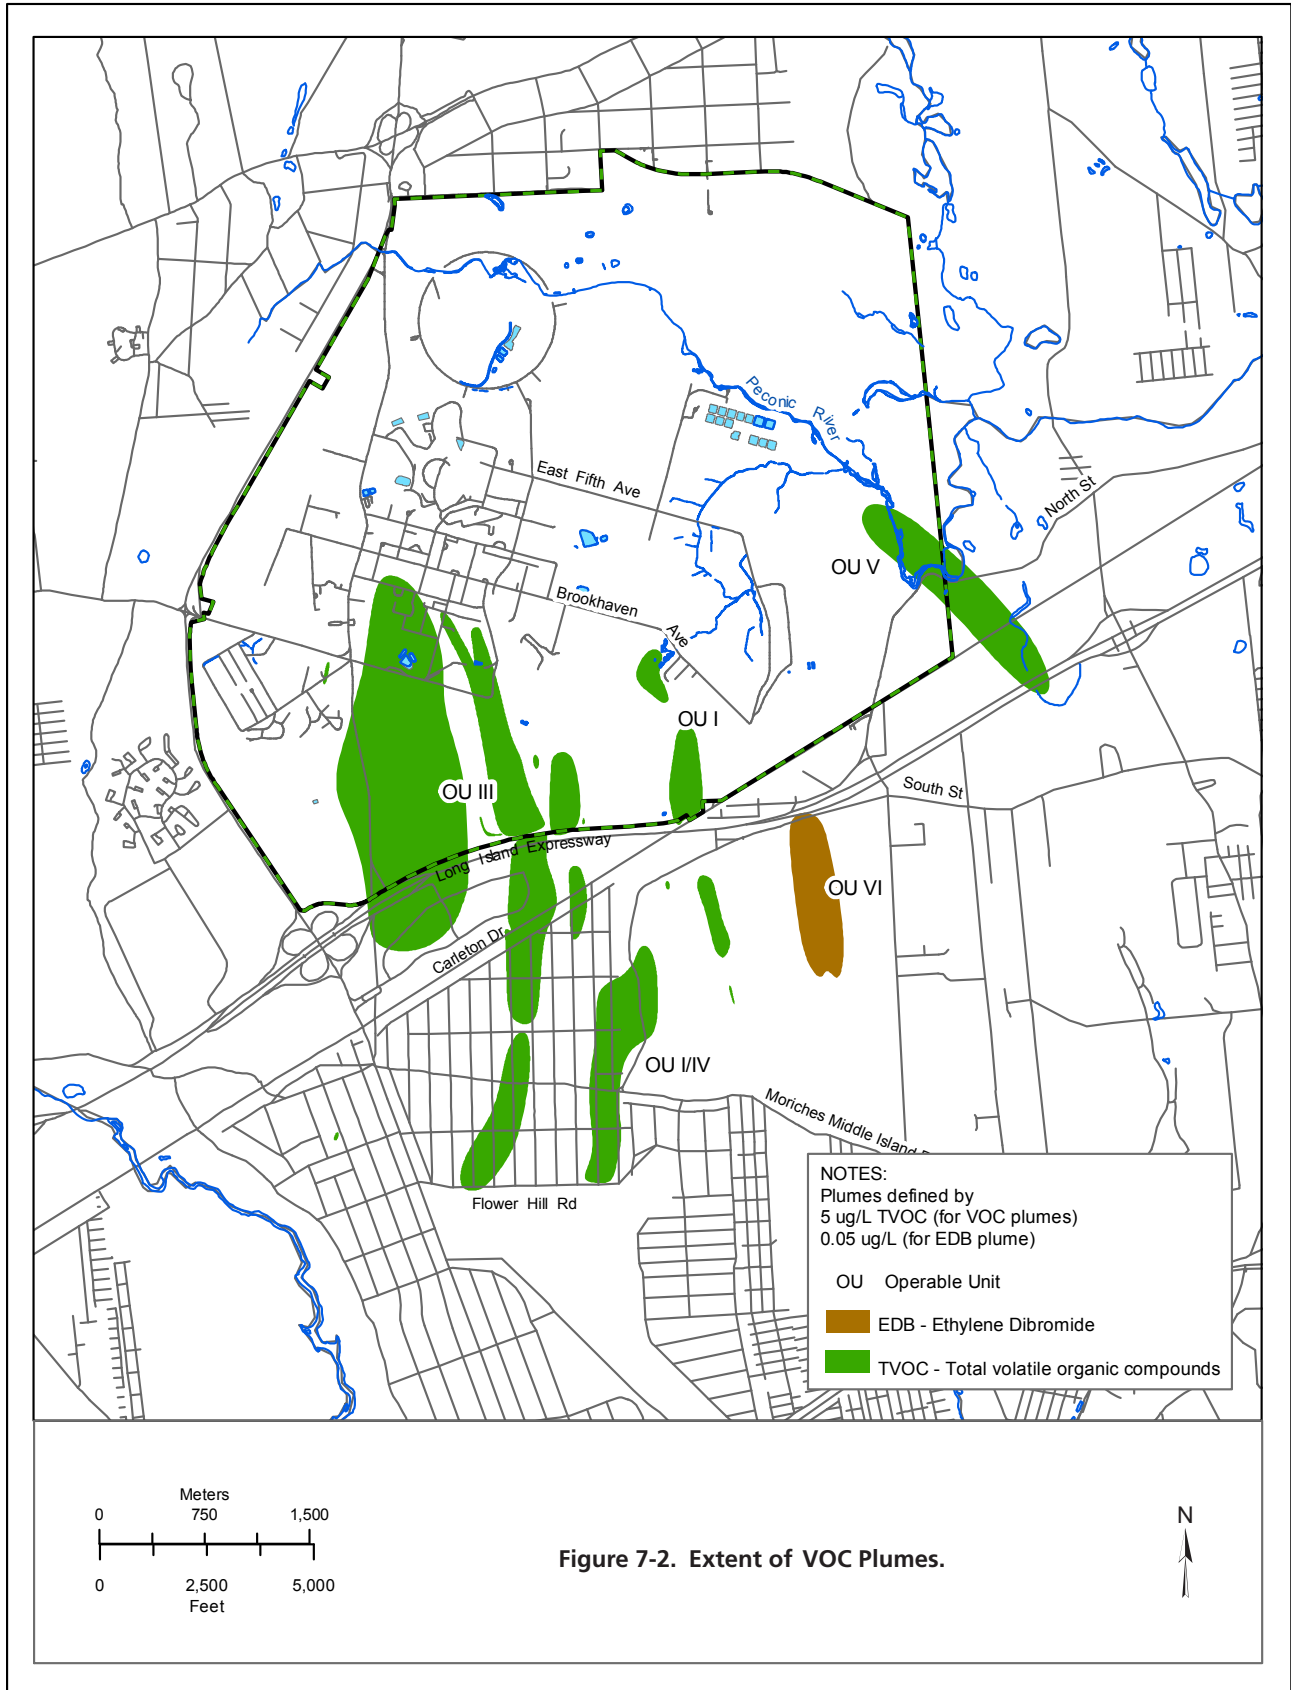 Peconic River
East Fifth Ave
North St
OU V
Brookhaven Ave
OU I
OU III
South St
Long Island Expressway
OU VI
Carleton Dr
OU I/IV
Moriches Middle Island
Flower Hill Rd
NOTES:
Plumes defined by
5 ug/L TVOC (for VOC plumes)
0.05 ug/L (for EDB plume)
OU Operable Unit
EDB - Ethylene Dibromide
TVOC - Total volatile organic compounds
Meters
0 750 1,500
0 2,500 5,000
Feet
Figure 7-2. Extent of VOC Plumes.
N